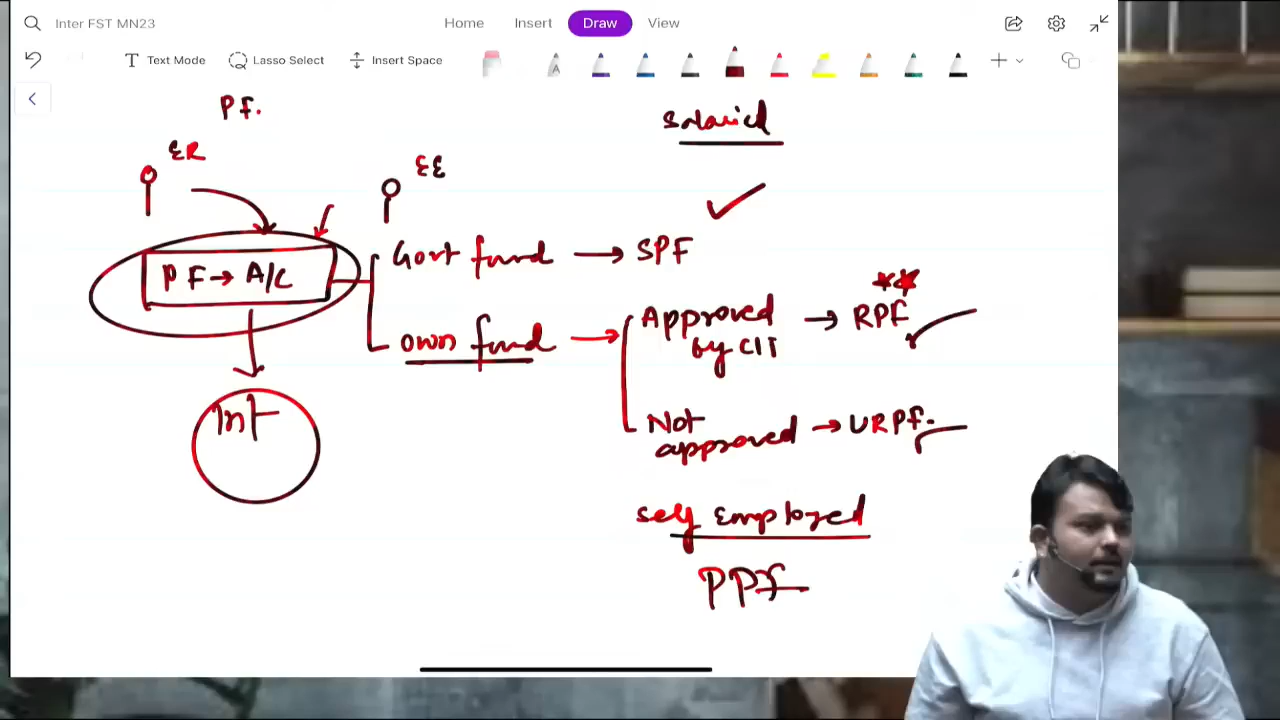 Inter FST MN23
Home Insert Draw View
Text Mode Lasso Select Insert Space
A
PF.
Salaried
ER
EE
PF → A/C
Govt fund → SPF
own fund → Approved by CIT → RPF **
Not approved → URPF.
Int
self Employed
PPF